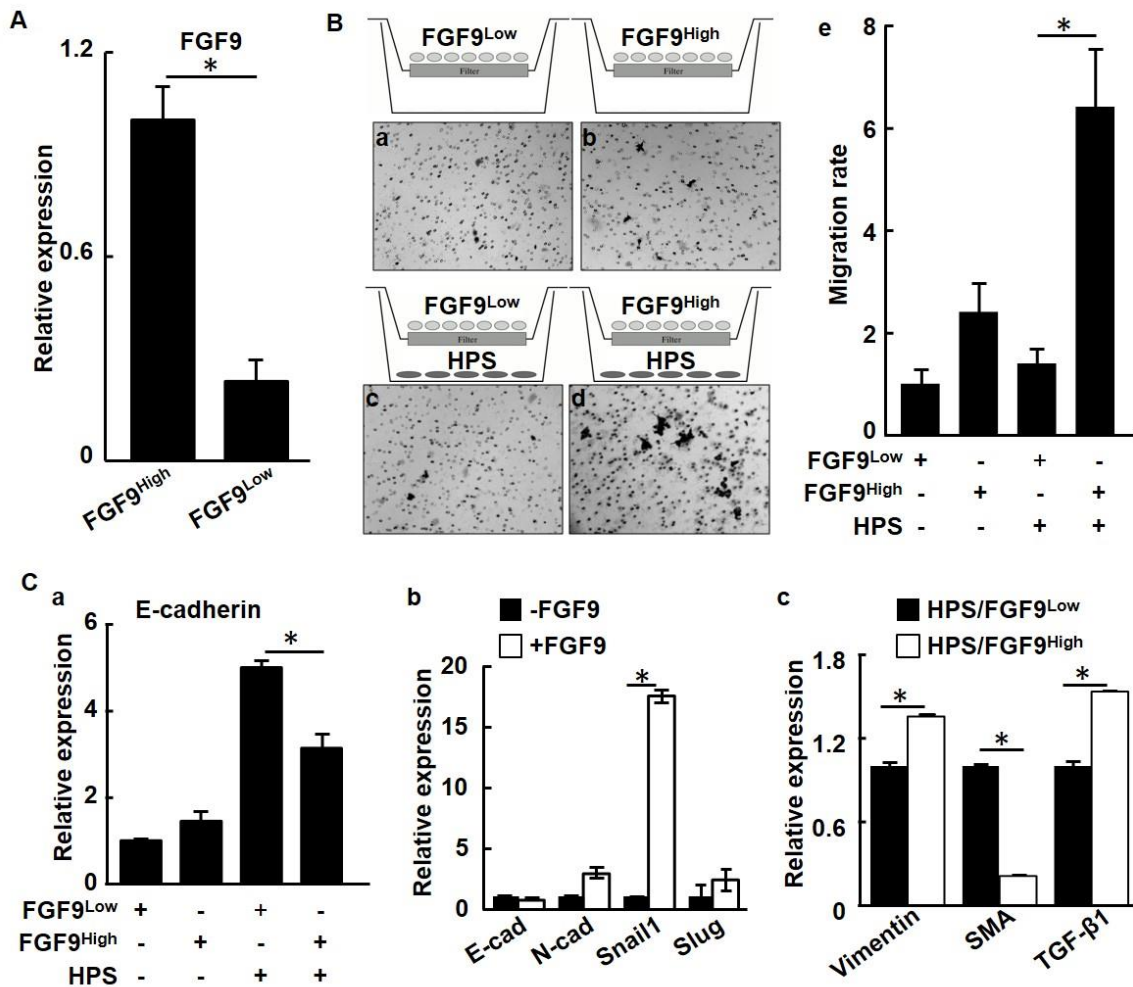 A
FGF9
*
1.2
0.6
0
Relative expression
FGF9High
FGF9Low
B
FGF9Low
Filter
FGF9High
Filter
a
b
FGF9Low
Filter
HPS
FGF9High
Filter
HPS
c
d
e
*
8
6
4
2
0
Migration rate
FGF9Low + - + -
FGF9High - + - +
HPS - - + +
C
a
E-cadherin
*
6
4
2
0
Relative expression
FGF9Low + - + -
FGF9High - + - +
HPS - - + +
b
-FGF9
+FGF9
*
20
15
10
5
0
Relative expression
E-cad
N-cad
Snail1
Slug
c
HPS/FGF9Low
HPS/FGF9High
1.8
1.2
0.6
0
Relative expression
*
*
*
Vimentin
SMA
TGF-β1